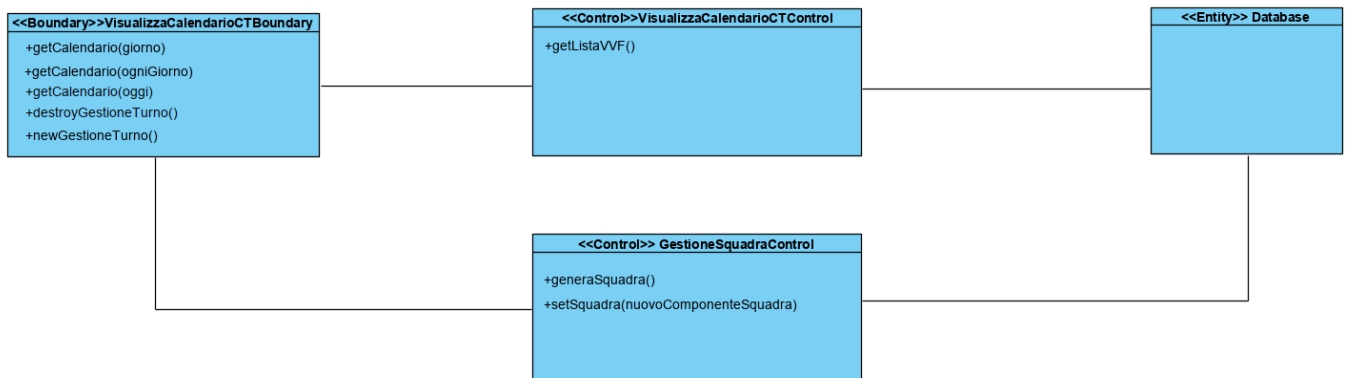 <<Boundary>>VisualizzaCalendarioCTBoundary
+getCalendario(giorno)
+getCalendario(ogniGiorno)
+getCalendario(oggi)
+destroyGestioneTurno()
+newGestioneTurno()
<<Control>>VisualizzaCalendarioCTControl
+getListaVVF()
<<Entity>> Database
<<Control>> GestioneSquadraControl
+generaSquadra()
+setSquadra(nuovoComponenteSquadra)